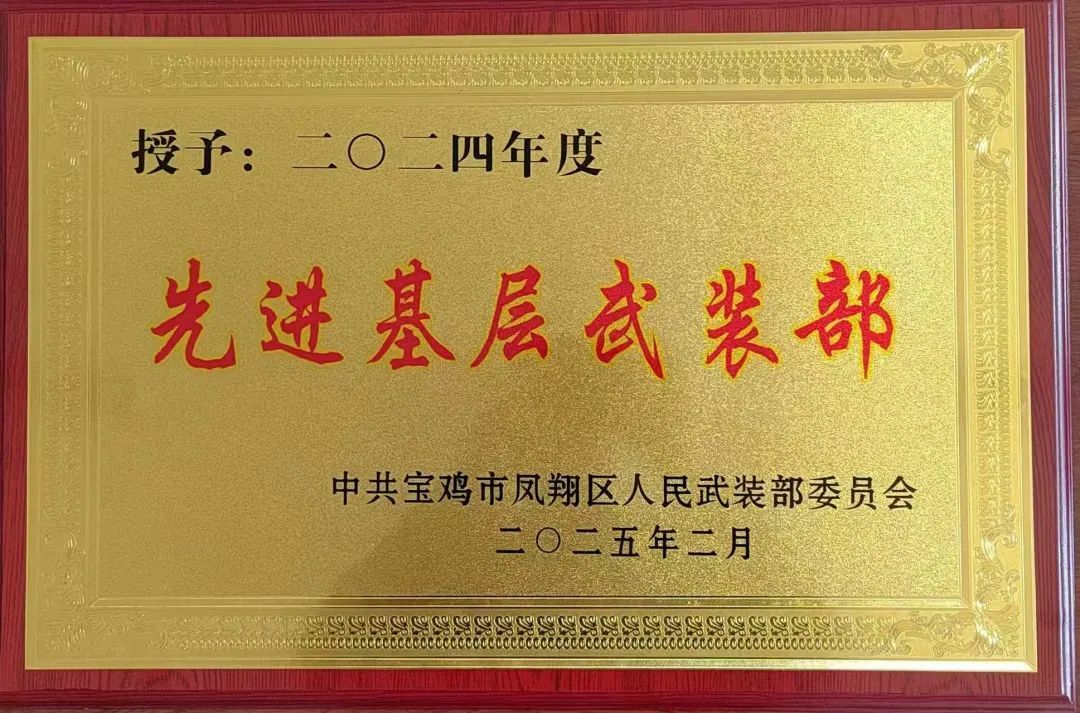 授予：二〇二四年度
先进基层武装部
中共宝鸡市凤翔区人民武装部委员会
二〇二五年二月